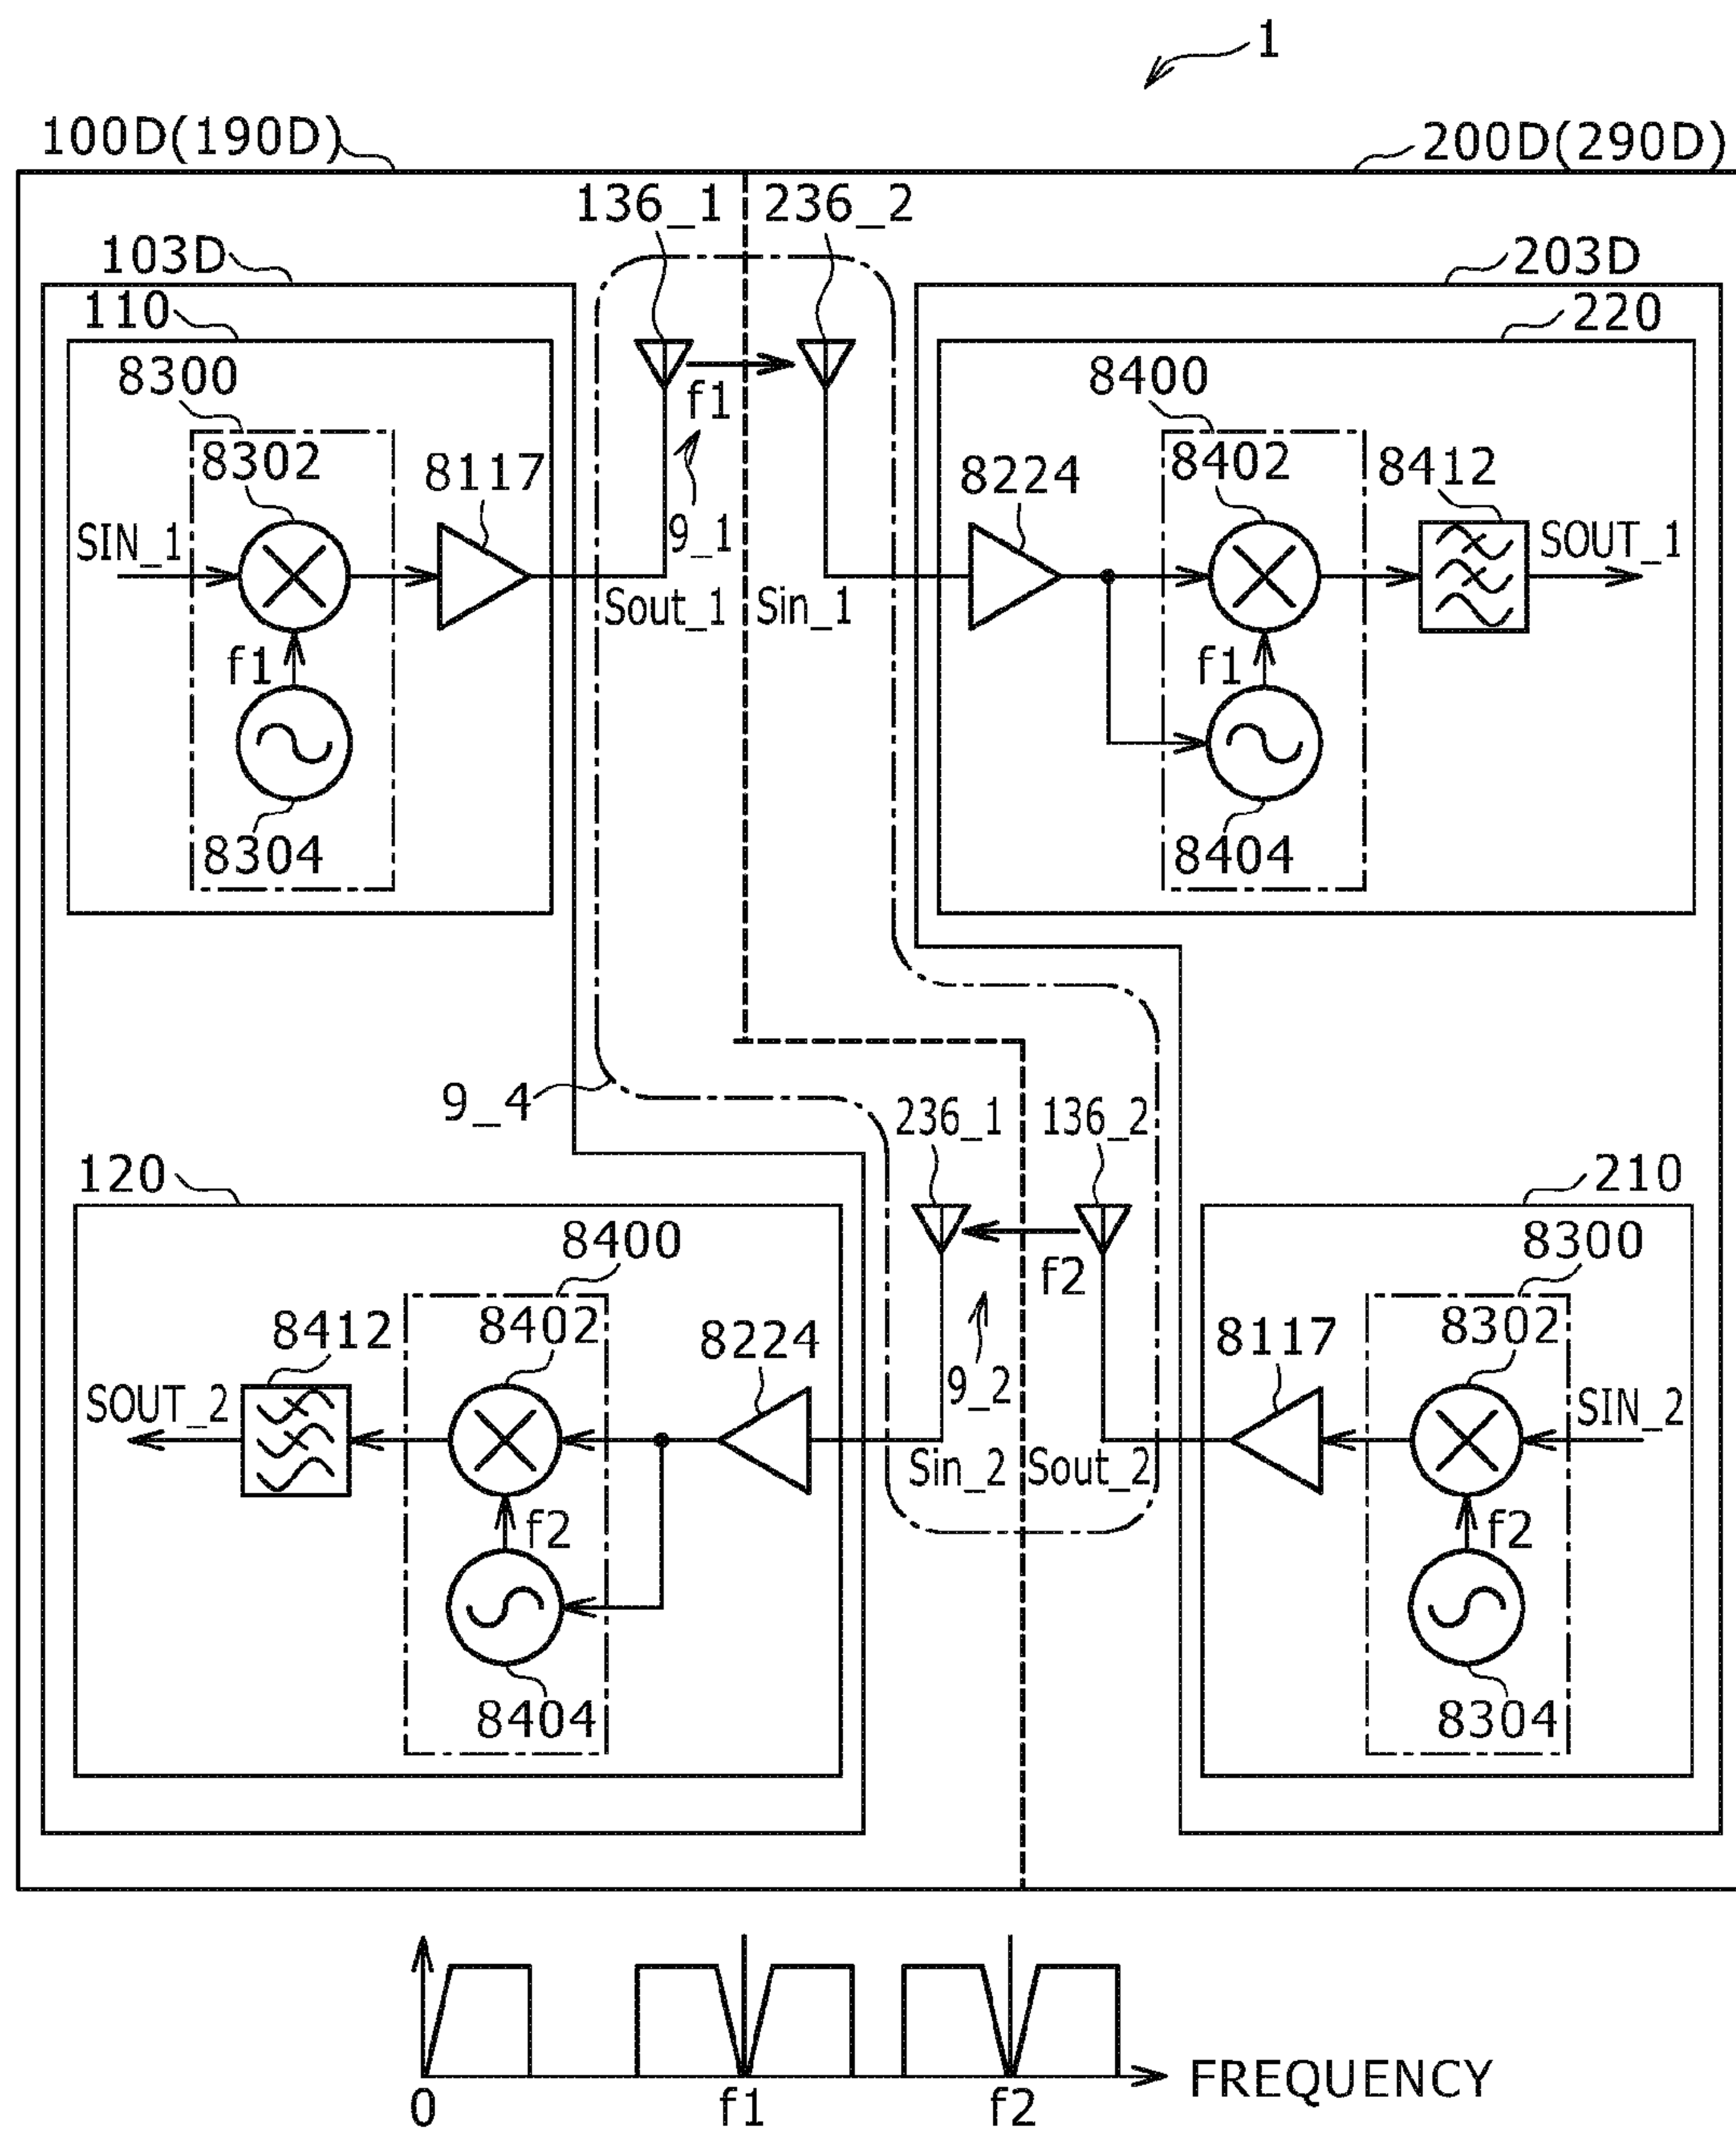 1
100D(190D)
200D(290D)
136_1
236_2
103D
203D
110
220
8300
8400
8302
8117
f1
8224
8402
8412
SIN_1
9_1
SOUT_1
Sout_1
Sin_1
f1
f1
8304
8404
9_4
236_1
136_2
120
210
8400
8300
f2
8412
8402
8224
8117
8302
SOUT_2
9_2
SIN_2
Sin_2
Sout_2
f2
f2
8404
8304
0
f1
f2
FREQUENCY